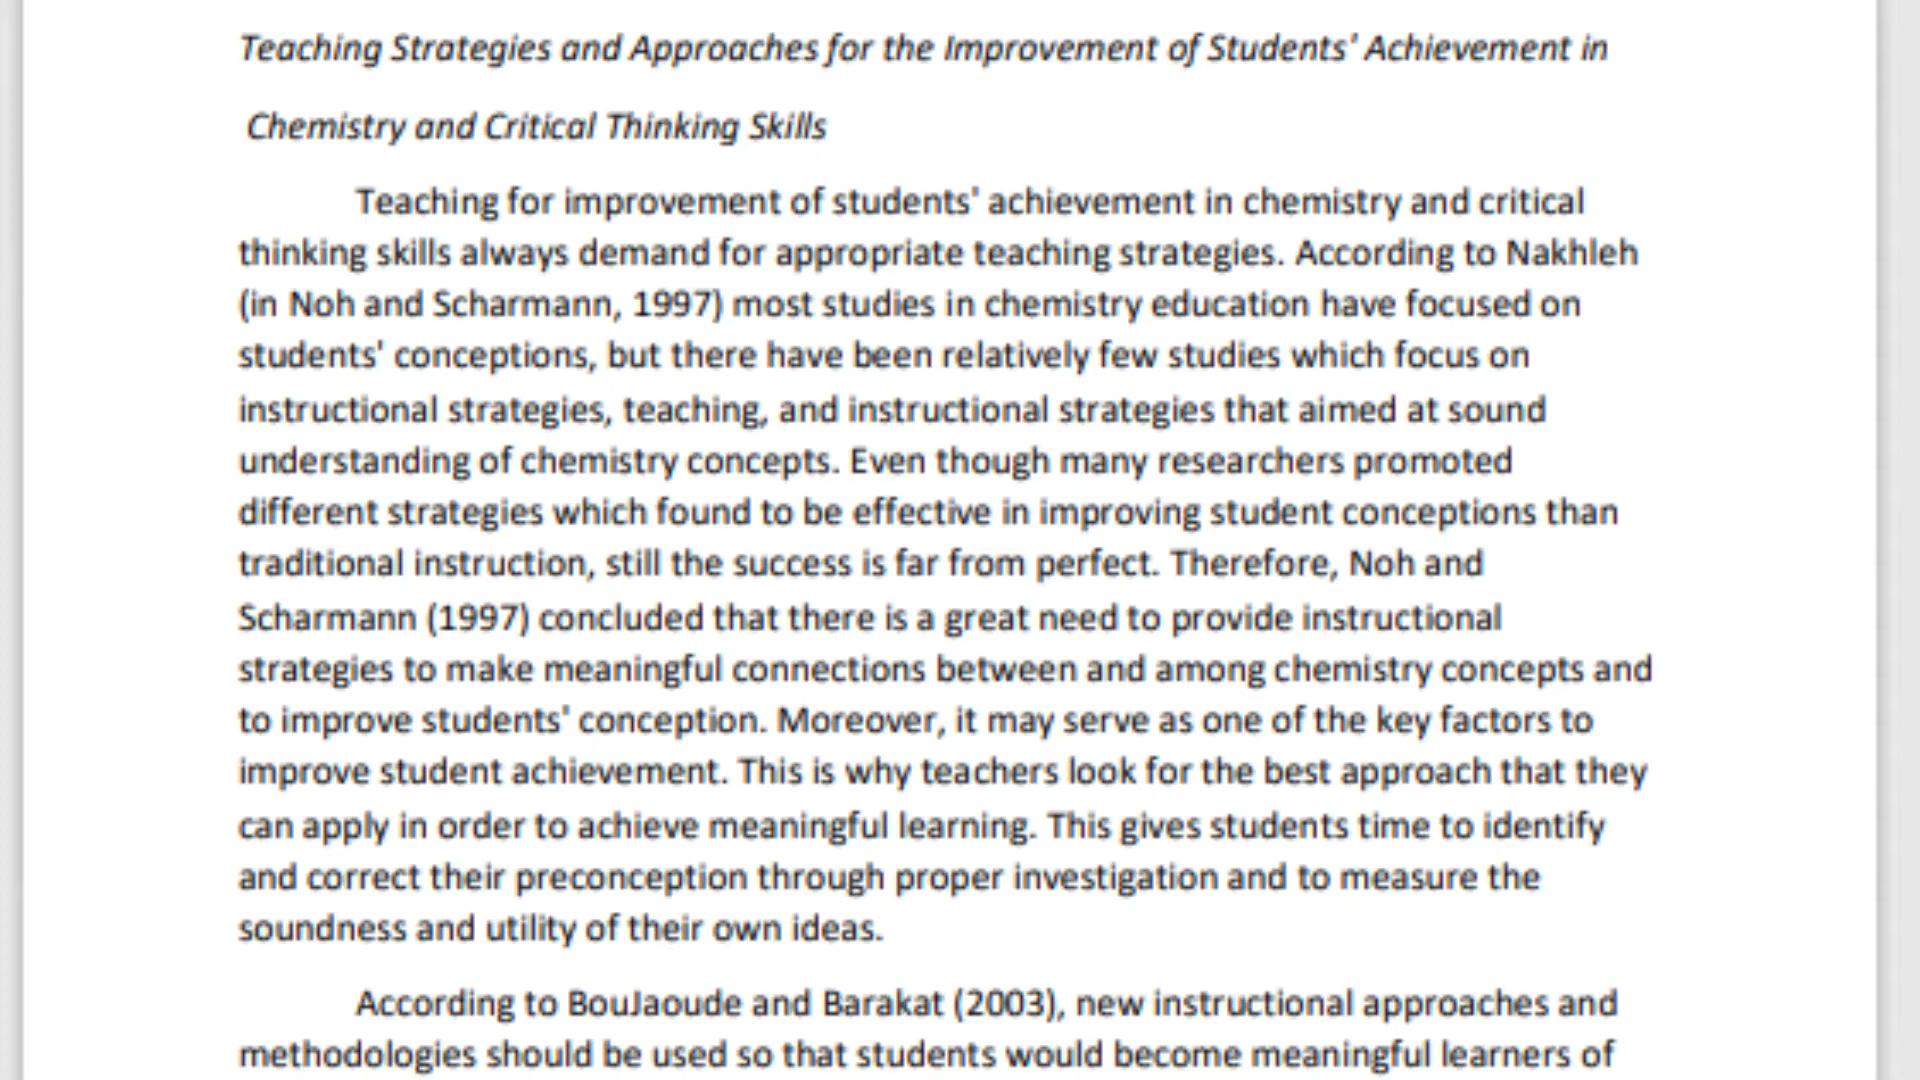 Teaching Strategies and Approaches for the Improvement of Students' Achievement in
Chemistry and Critical Thinking Skills
Teaching for improvement of students' achievement in chemistry and critical
thinking skills always demand for appropriate teaching strategies. According to Nakhleh
(in Noh and Scharmann, 1997) most studies in chemistry education have focused on
students' conceptions, but there have been relatively few studies which focus on
instructional strategies, teaching, and instructional strategies that aimed at sound
understanding of chemistry concepts. Even though many researchers promoted
different strategies which found to be effective in improving student conceptions than
traditional instruction, still the success is far from perfect. Therefore, Noh and
Scharmann (1997) concluded that there is a great need to provide instructional
strategies to make meaningful connections between and among chemistry concepts and
to improve students' conception. Moreover, it may serve as one of the key factors to
improve student achievement. This is why teachers look for the best approach that they
can apply in order to achieve meaningful learning. This gives students time to identify
and correct their preconception through proper investigation and to measure the
soundness and utility of their own ideas.
According to BouJaoude and Barakat (2003), new instructional approaches and
methodologies should be used so that students would become meaningful learners of